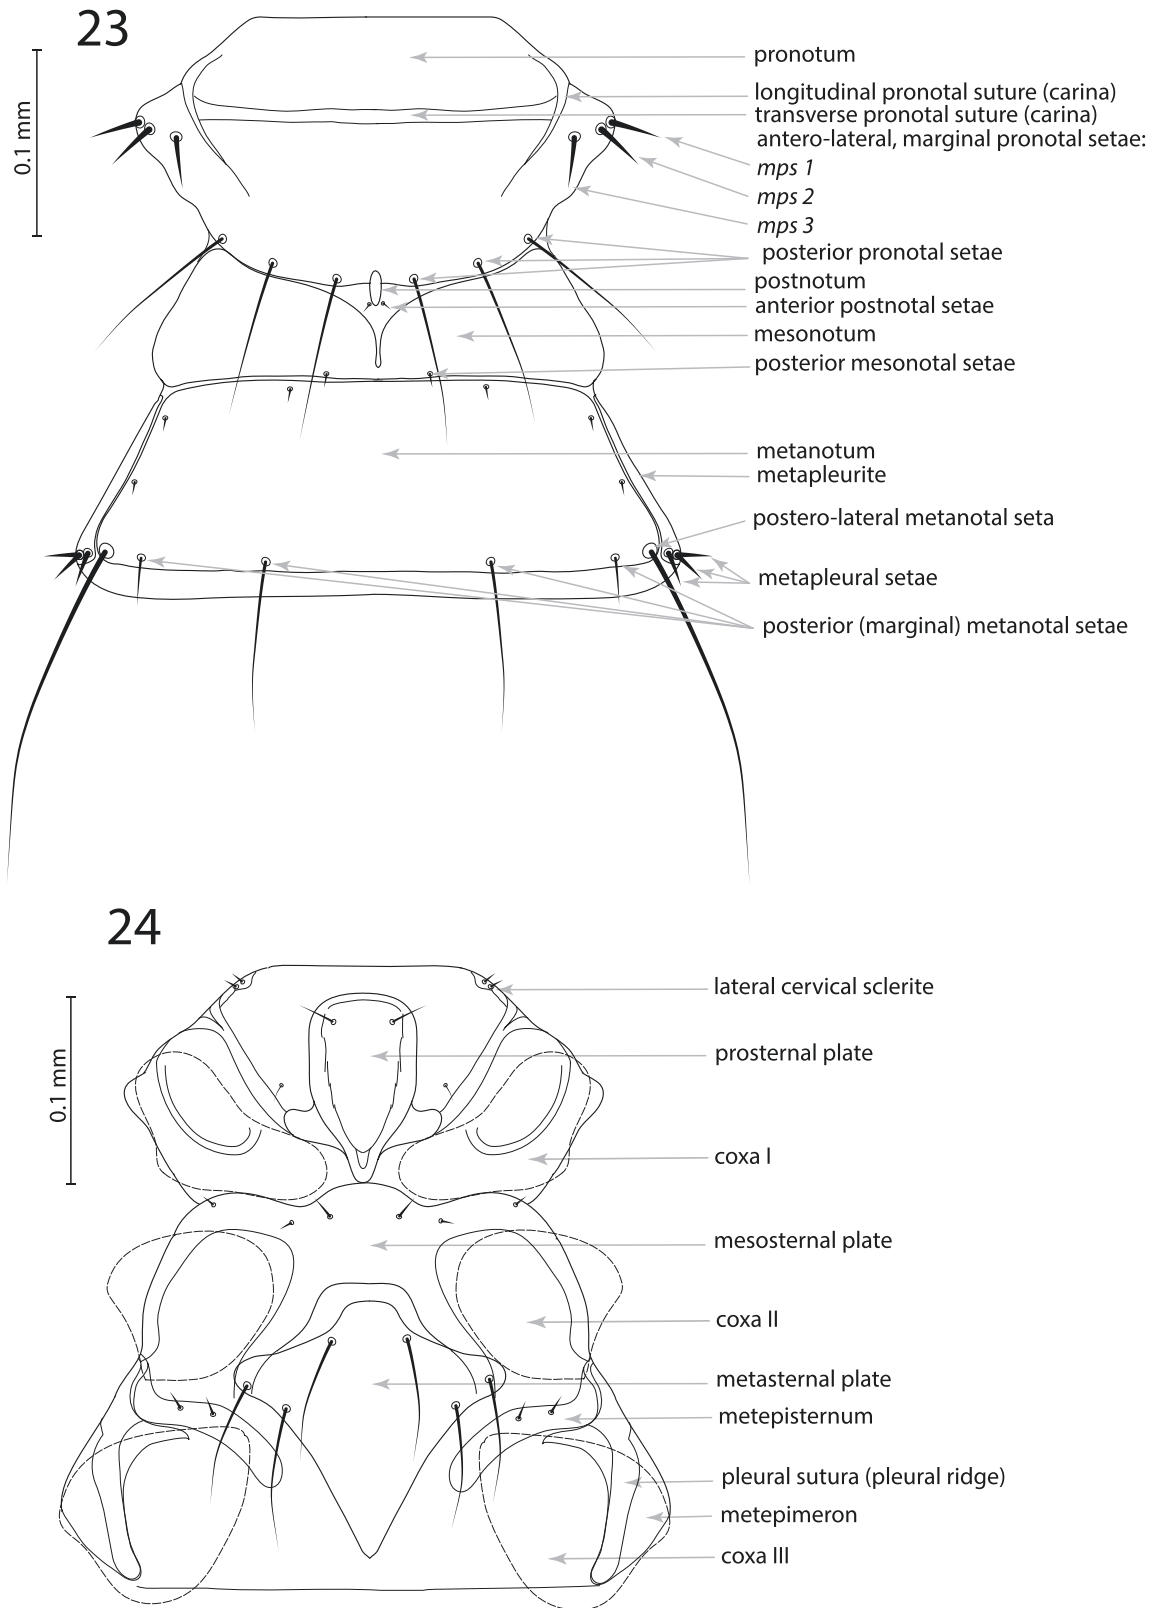 23
0.1 mm
pronotum
longitudinal pronotal suture (carina)
transverse pronotal suture (carina)
antero-lateral, marginal pronotal setae:
mps 1
mps 2
mps 3
posterior pronotal setae
postnotum
anterior postnotal setae
mesonotum
posterior mesonotal setae
metanotum
metapleurite
postero-lateral metanotal seta
metapleural setae
posterior (marginal) metanotal setae
24
0.1 mm
lateral cervical sclerite
prosternal plate
coxa I
mesosternal plate
coxa II
metasternal plate
metepisternum
pleural sutura (pleural ridge)
metepimeron
coxa III